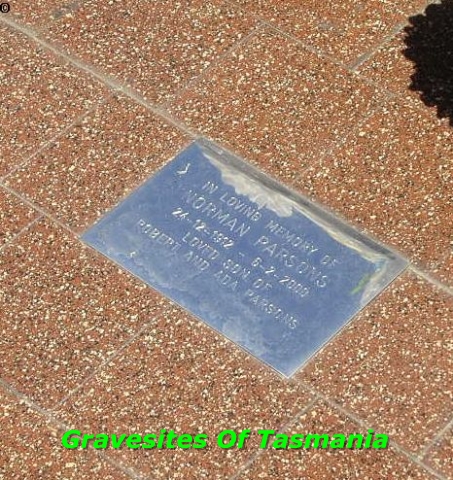 ©
IN LOVING MEMORY OF
NORMAN PARSONS
24-12-1912 - 6-2-2000
LOVED SON OF
ROBERT AND ADA PARSONS
Gravesites Of Tasmania